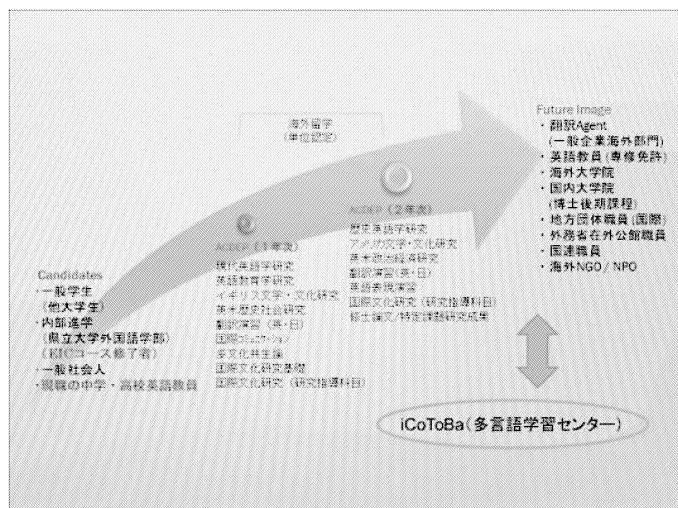 海外留学
(単位認定)
Future Image
・翻訳Agent
(一般企業海外部門)
・英語教員(専修免許)
・海外大学院
・国内大学院
(博士後期課程)
・地方団体職員(国際)
・外務省在外公館職員
・国連職員
・海外NGO / NPO
ACDEP（２年次）
歴史英語学研究
アメリカ文学・文化研究
英米政治経済研究
翻訳演習(英・日)
英語表現演習
国際文化研究（研究指導科目）
修士論文/特定課題研究成果
ACDEP（１年次）
現代英語学研究
英語教育学研究
イギリス文学・文化研究
英米歴史社会研究
翻訳演習（英・日）
国際コミュニケーション
多文化共生論
国際文化研究基礎
国際文化研究（研究指導科目）
Candidates
・一般学生
(他大学生)
・内部進学
(県立大学外国語学部)
(EICコース修了者)
・一般社会人
・現職の中学・高校英語教員
iCoToBa(多言語学習センター)